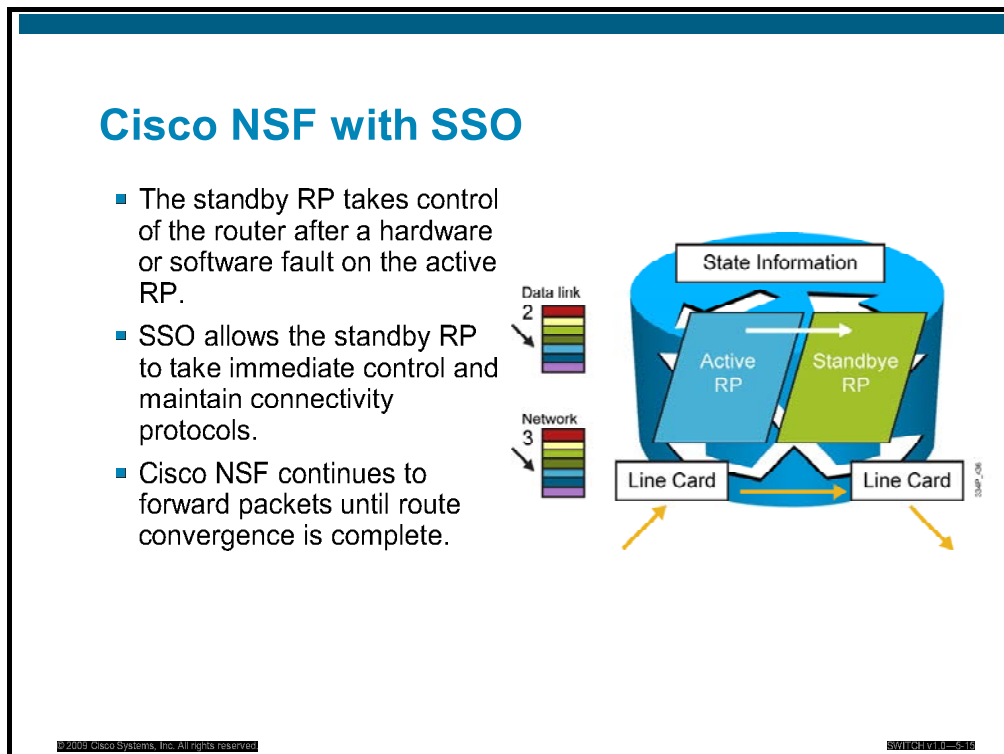 Cisco NSF with SSO
The standby RP takes control
of the router after a hardware
or software fault on the active
RP.
SSO allows the standby RP
to take immediate control and
maintain connectivity
protocols.
Cisco NSF continues to
forward packets until route
convergence is complete.
Data link
2
Network
3
State Information
Active
RP
Standbye
RP
Line Card
Line Card
© 2009 Cisco Systems, Inc. All rights reserved.
SWITCH v1.0—5-15